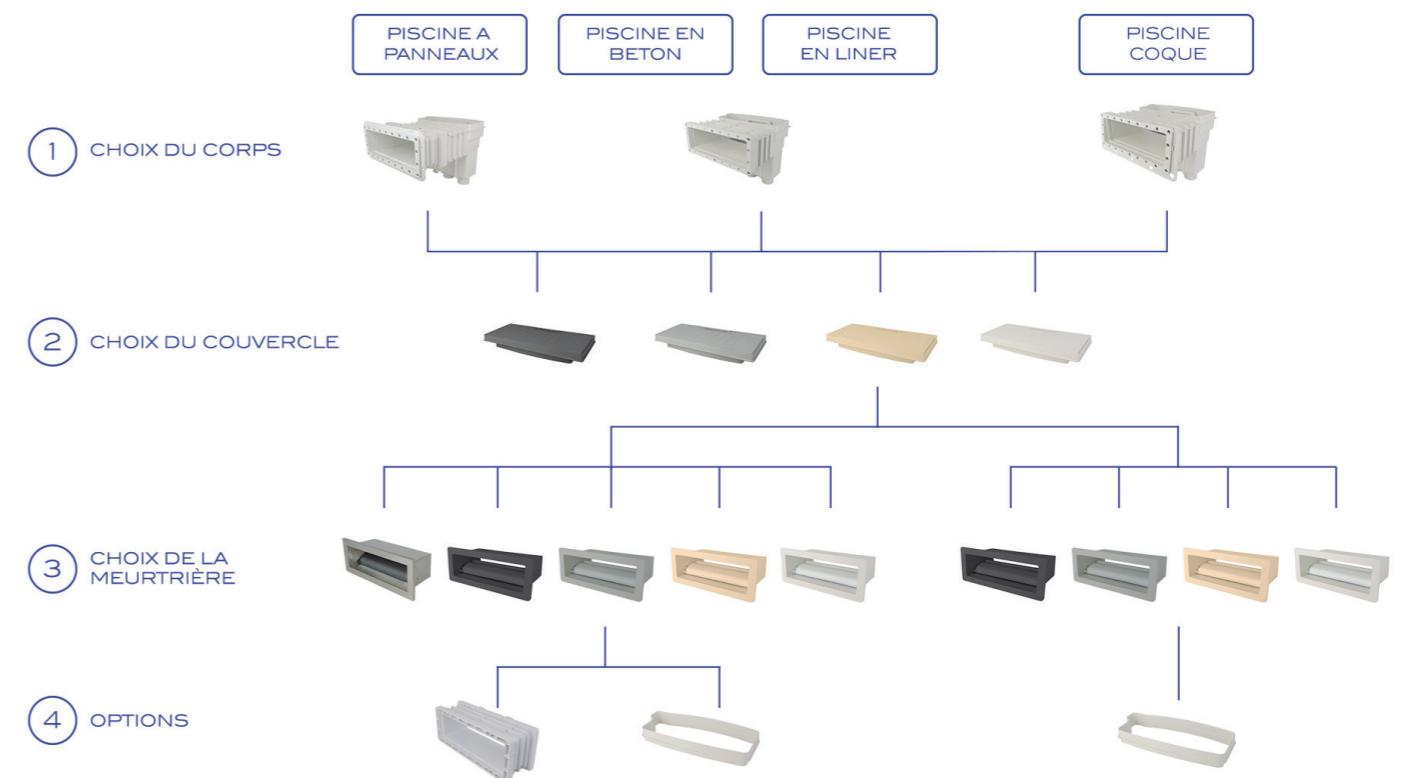 PISCINE A
PANNEAUX
PISCINE EN
BETON
PISCINE
EN LINER
PISCINE
COQUE
1 CHOIX DU CORPS
2 CHOIX DU COUVERCLE
3 CHOIX DE LA
MEURTRIÈRE
4 OPTIONS